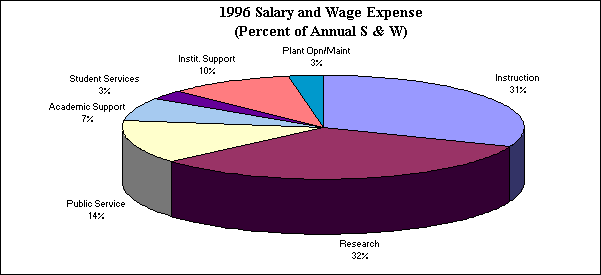 1996 Salary and Wage Expense
(Percent of Annual S & W)
Plant Opn/Maint
3%
Instit. Support
10%
Student Services
3%
Academic Support
7%
Instruction
31%
Public Service
14%
Research
32%